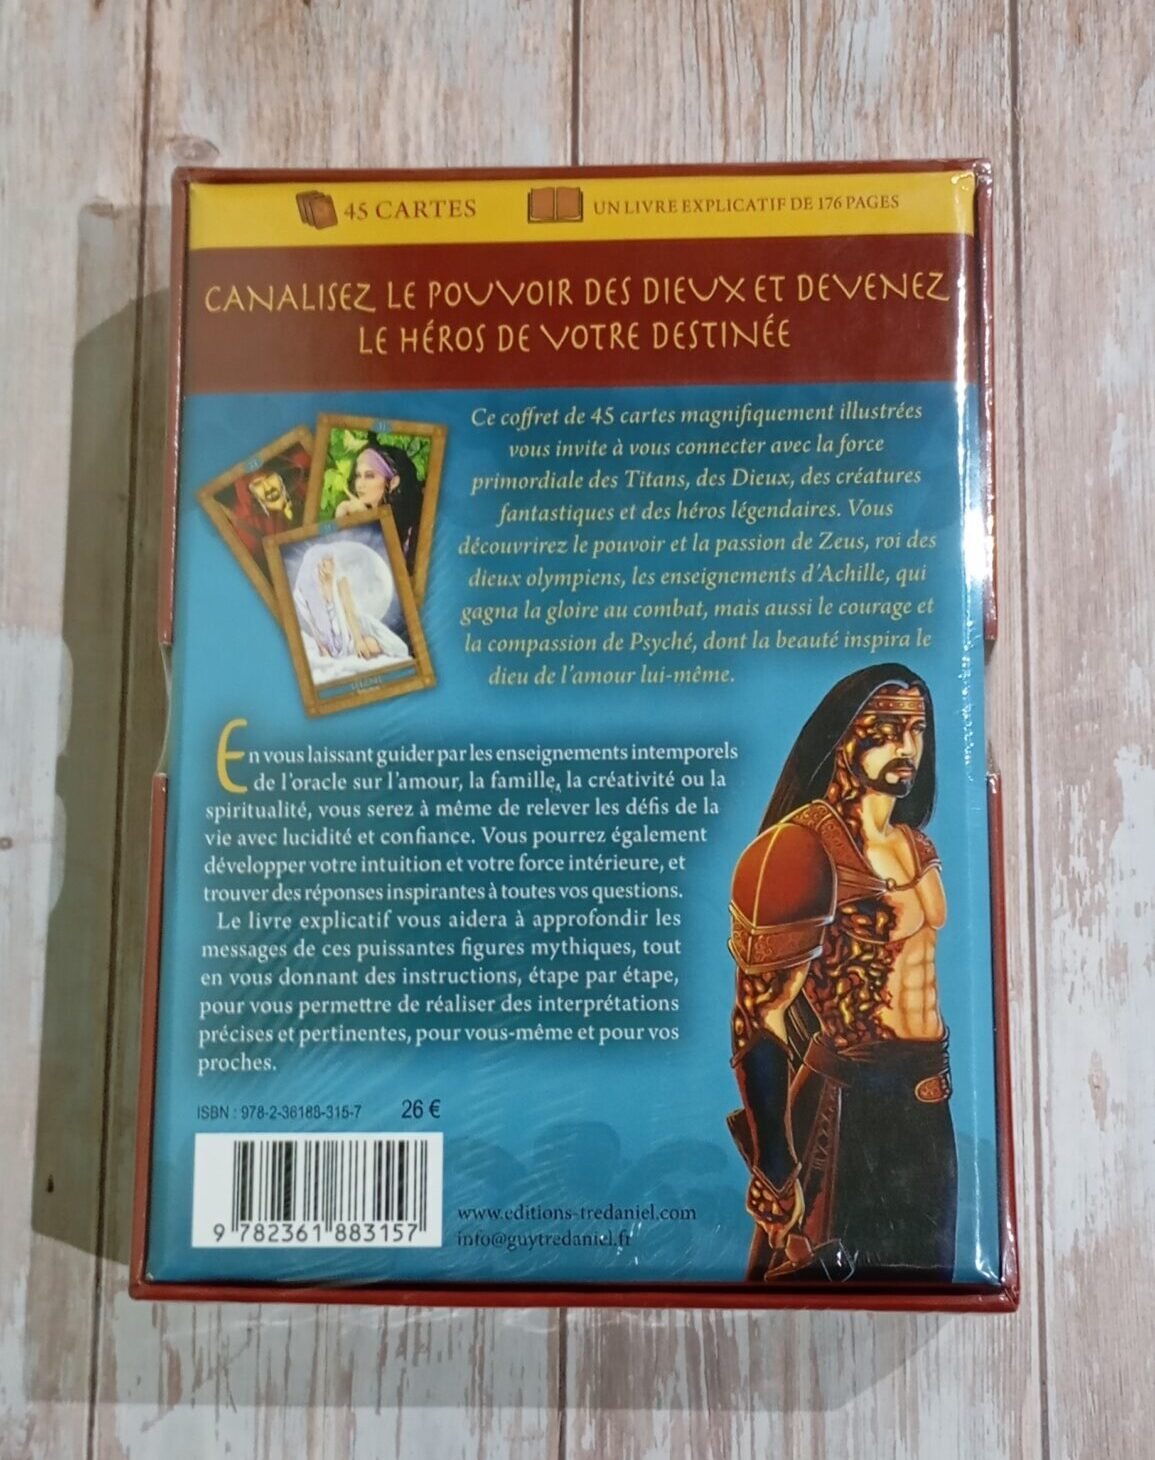 45 CARTES
UN LIVRE EXPLICATIF DE 176 PAGES
CANALISEZ LE POUVOIR DES DIEUX ET DEVENEZ
LE HÉROS DE VOTRE DESTINÉE
Ce coffret de 45 cartes magnifiquement illustrées
vous invite à vous connecter avec la force
primordiale des Titans, des Dieux, des créatures
fantastiques et des héros légendaires. Vous
découvrirez le pouvoir et la passion de Zeus, roi des
dieux olympiens, les enseignements d'Achille, qui
gagna la gloire au combat, mais aussi le courage et
la compassion de Psyché, dont la beauté inspira le
dieu de l'amour lui-même.
En vous laissant guider par les enseignements intemporels
de l'oracle sur l'amour, la famille, la créativité ou la
spiritualité, vous serez à même de relever les défis de la
vie avec lucidité et confiance. Vous pourrez également
développer votre intuition et votre force intérieure, et
trouver des réponses inspirantes à toutes vos questions.
Le livre explicatif vous aidera à approfondir les
messages de ces puissantes figures mythiques, tout
en vous donnant des instructions, étape par étape,
pour vous permettre de réaliser des interprétations
précises et pertinentes, pour vous-même et pour vos
proches.
ISBN : 978-2-36188-315-7 26 €
9 782361 883157
www.editions-tredaniel.com
info@guytredaniel.fr